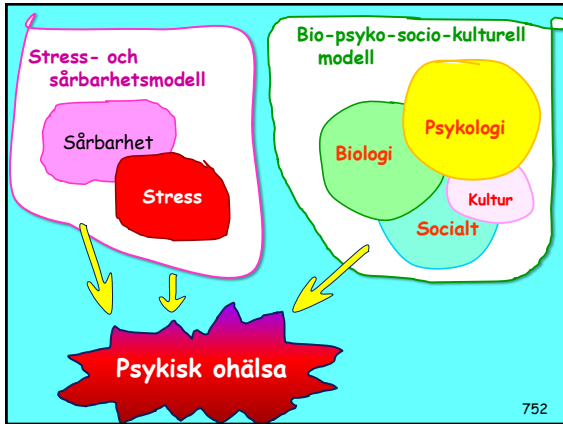 Stress- och
sårbarhetsmodell
Sårbarhet
Stress
Bio-psyko-socio-kulturell
modell
Psykologi
Biologi
Kultur
Socialt
Psykisk ohälsa
752